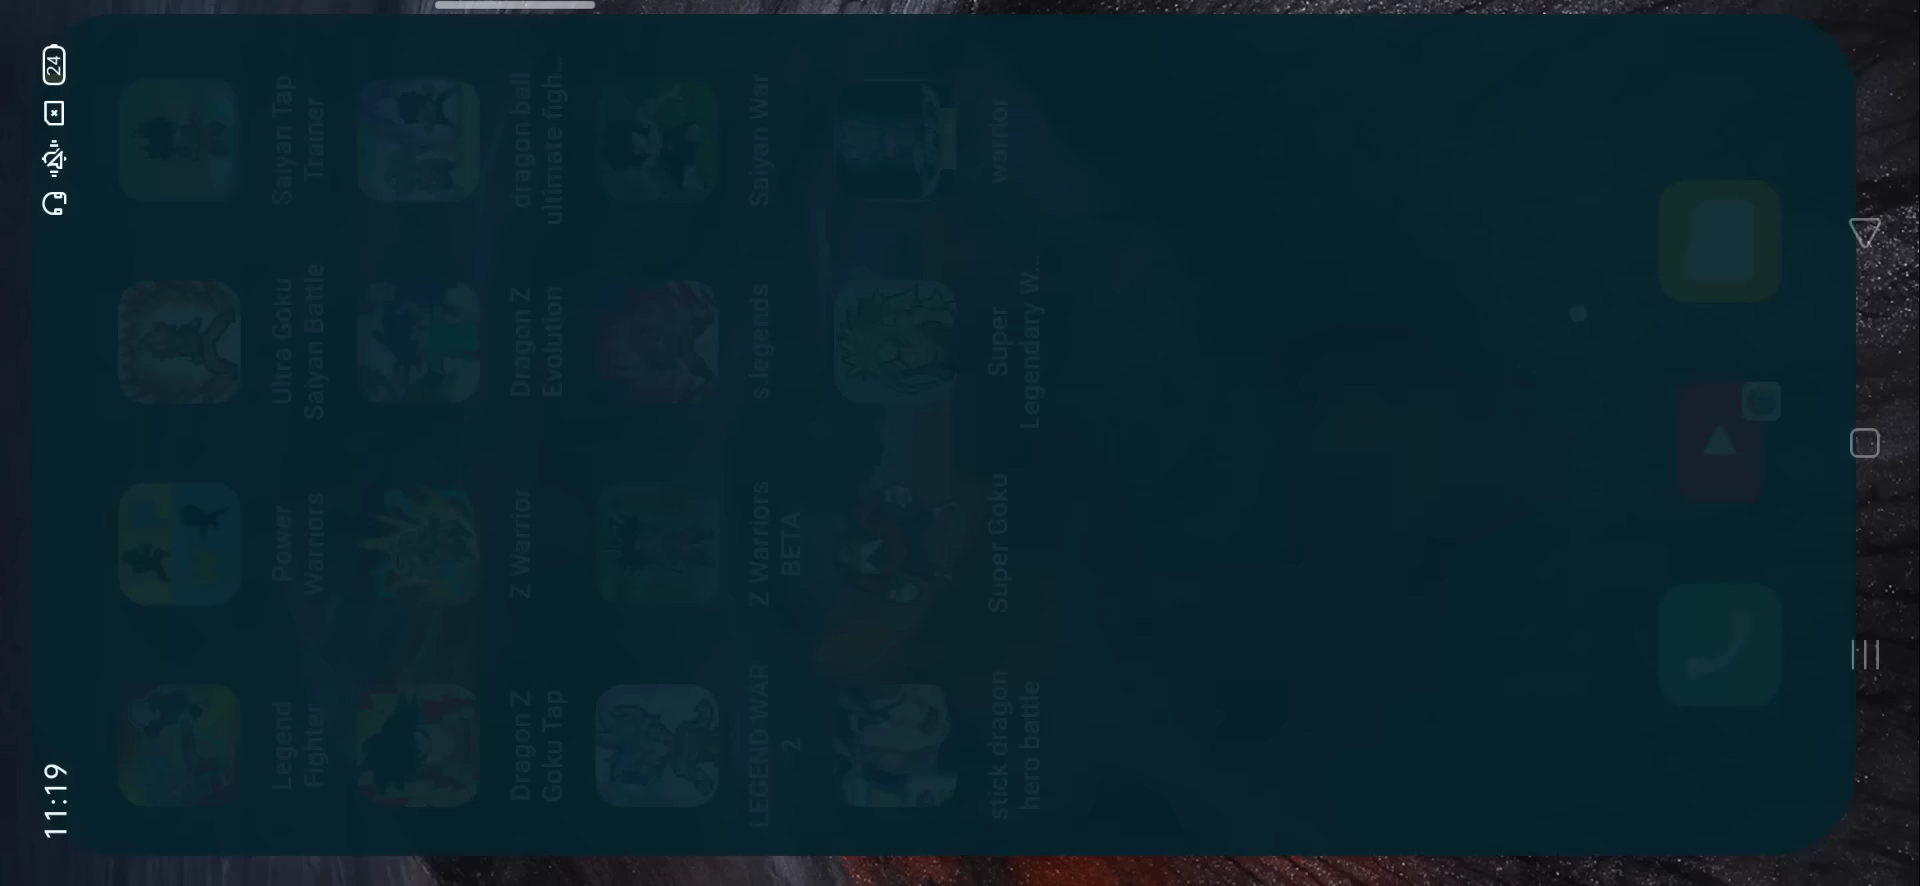 11:19
24
Legend
Fighter
Power
Warriors
Ultra Goku
Saiyan Battle
Saiyan Tap
Trainer
Dragon Z
Goku Tap
Z Warrior
Dragon Z
Evolution
dragon ball
ultimate figh...
LEGEND WAR
2
Z Warriors
BETA
s.legends
Saiyan War
stick dragon
hero battle
Super Goku
Super
Legendary W...
warrior